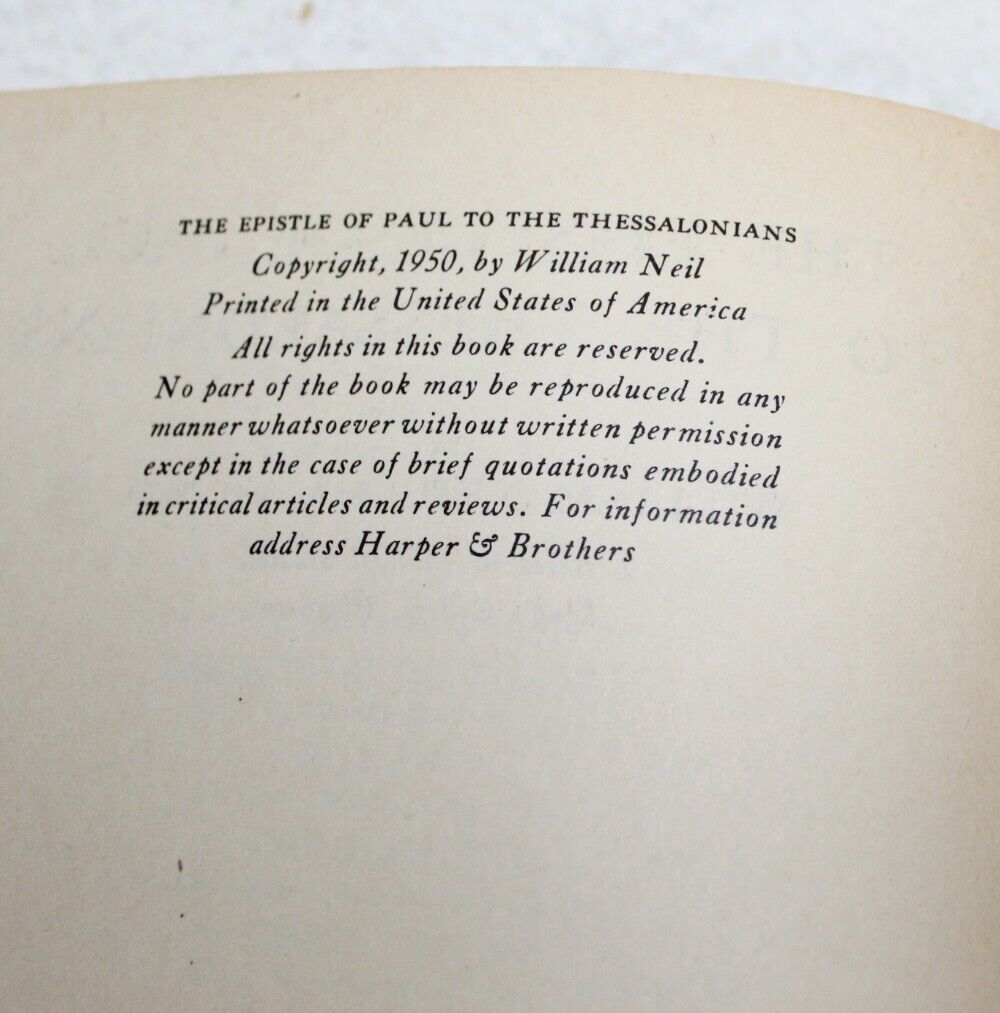 THE EPISTLE OF PAUL TO THE THESSALONIANS
Copyright, 1950, by William Neil
Printed in the United States of America
All rights in this book are reserved.
No part of the book may be reproduced in any
manner whatsoever without written permission
except in the case of brief quotations embodied
in critical articles and reviews. For information
address Harper & Brothers